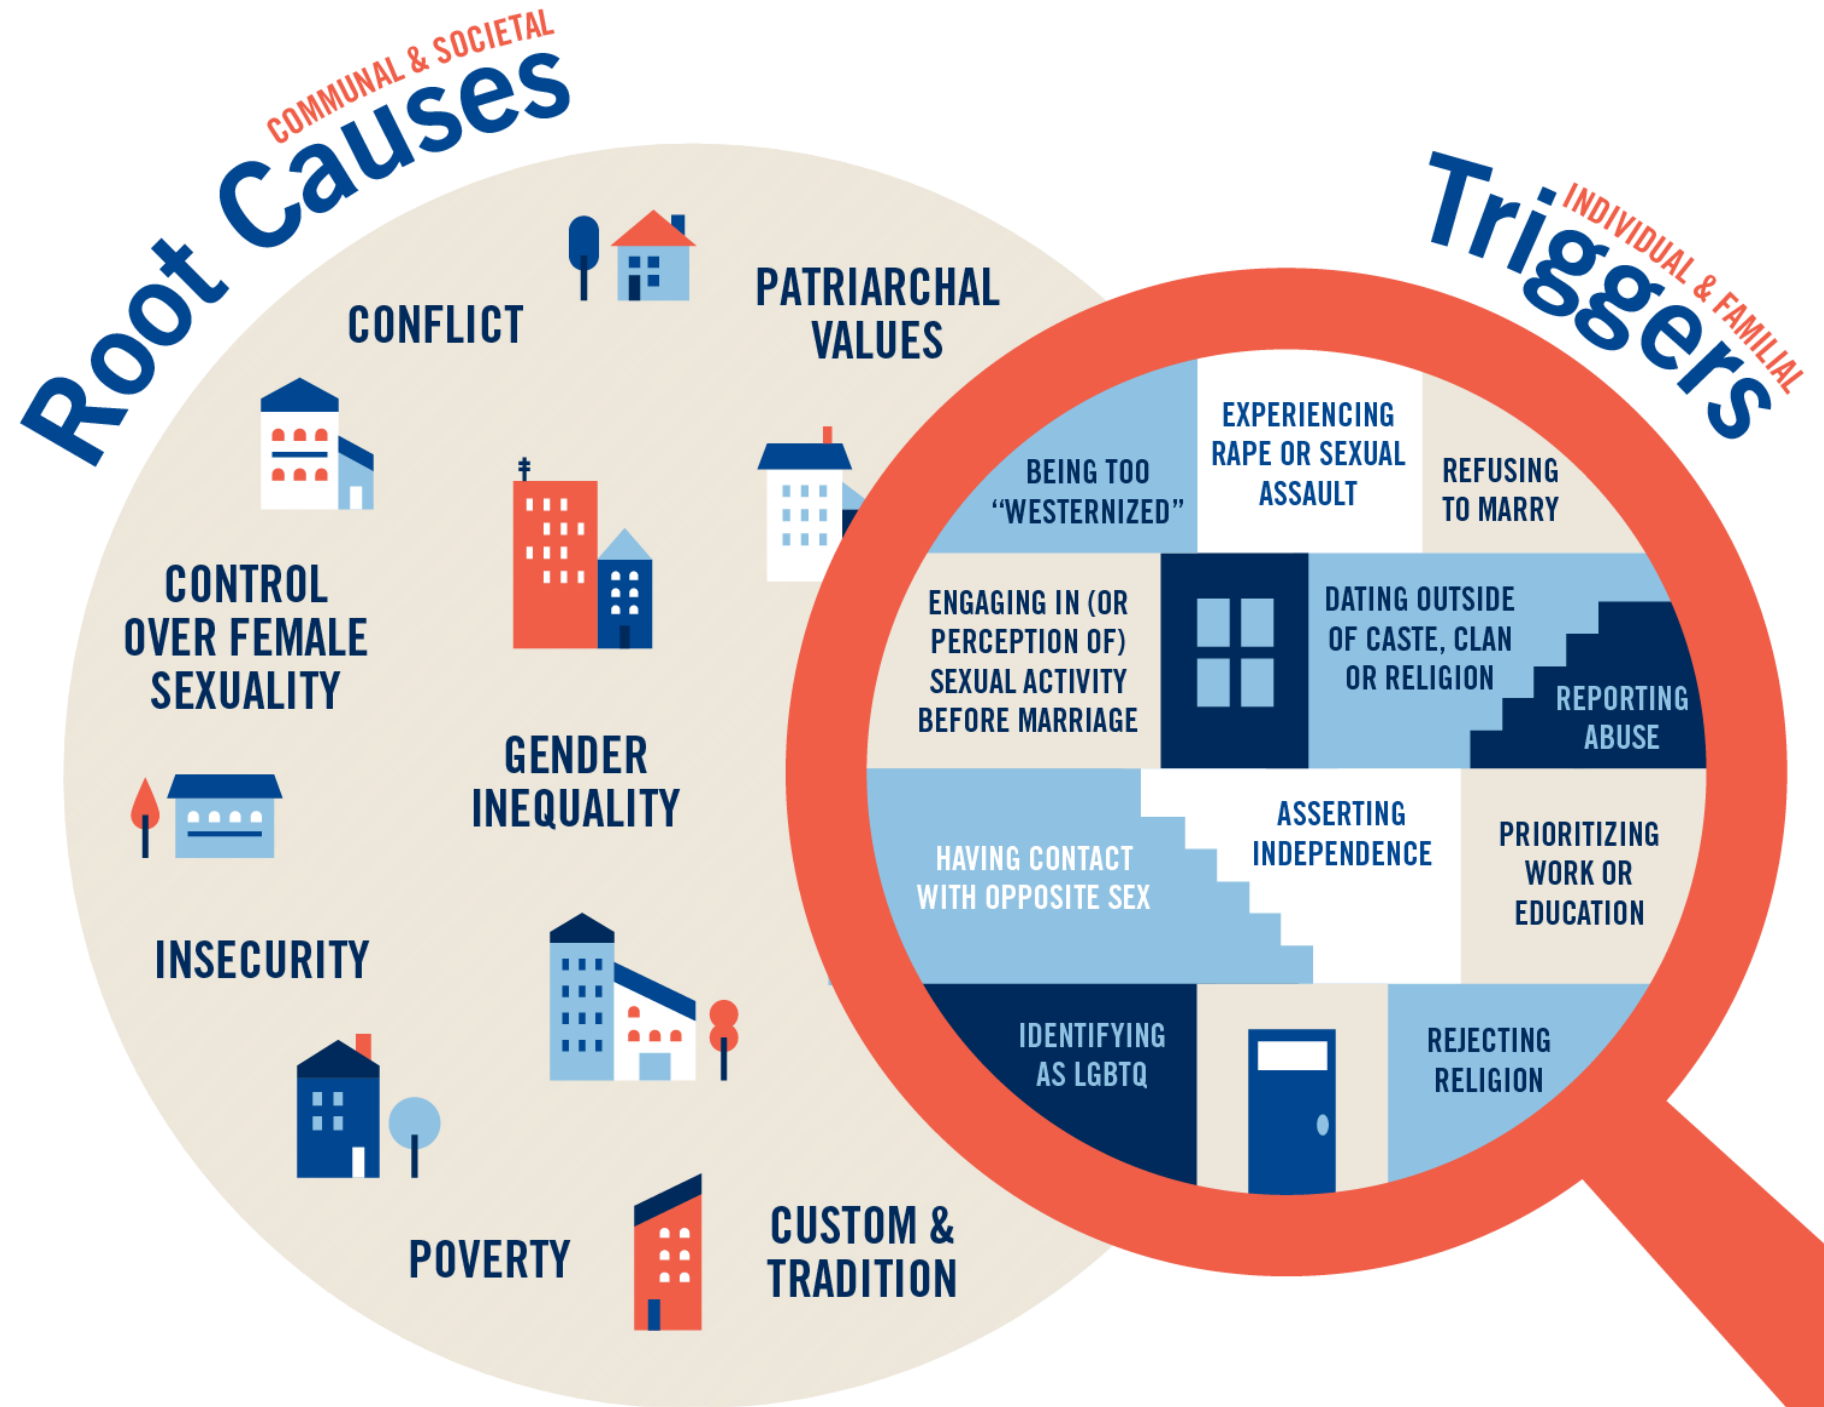 COMMUNAL & SOCIETAL
Root Causes
CONFLICT
PATRIARCHAL
VALUES
CONTROL
OVER FEMALE
SEXUALITY
GENDER
INEQUALITY
INSECURITY
POVERTY
CUSTOM &
TRADITION
INDIVIDUAL & FAMILIAL
Triggers
BEING TOO
“WESTERNIZED”
EXPERIENCING
RAPE OR SEXUAL
ASSAULT
REFUSING
TO MARRY
ENGAGING IN (OR
PERCEPTION OF)
SEXUAL ACTIVITY
BEFORE MARRIAGE
DATING OUTSIDE
OF CASTE, CLAN
OR RELIGION
REPORTING
ABUSE
HAVING CONTACT
WITH OPPOSITE SEX
ASSERTING
INDEPENDENCE
PRIORITIZING
WORK OR
EDUCATION
IDENTIFYING
AS LGBTQ
REJECTING
RELIGION